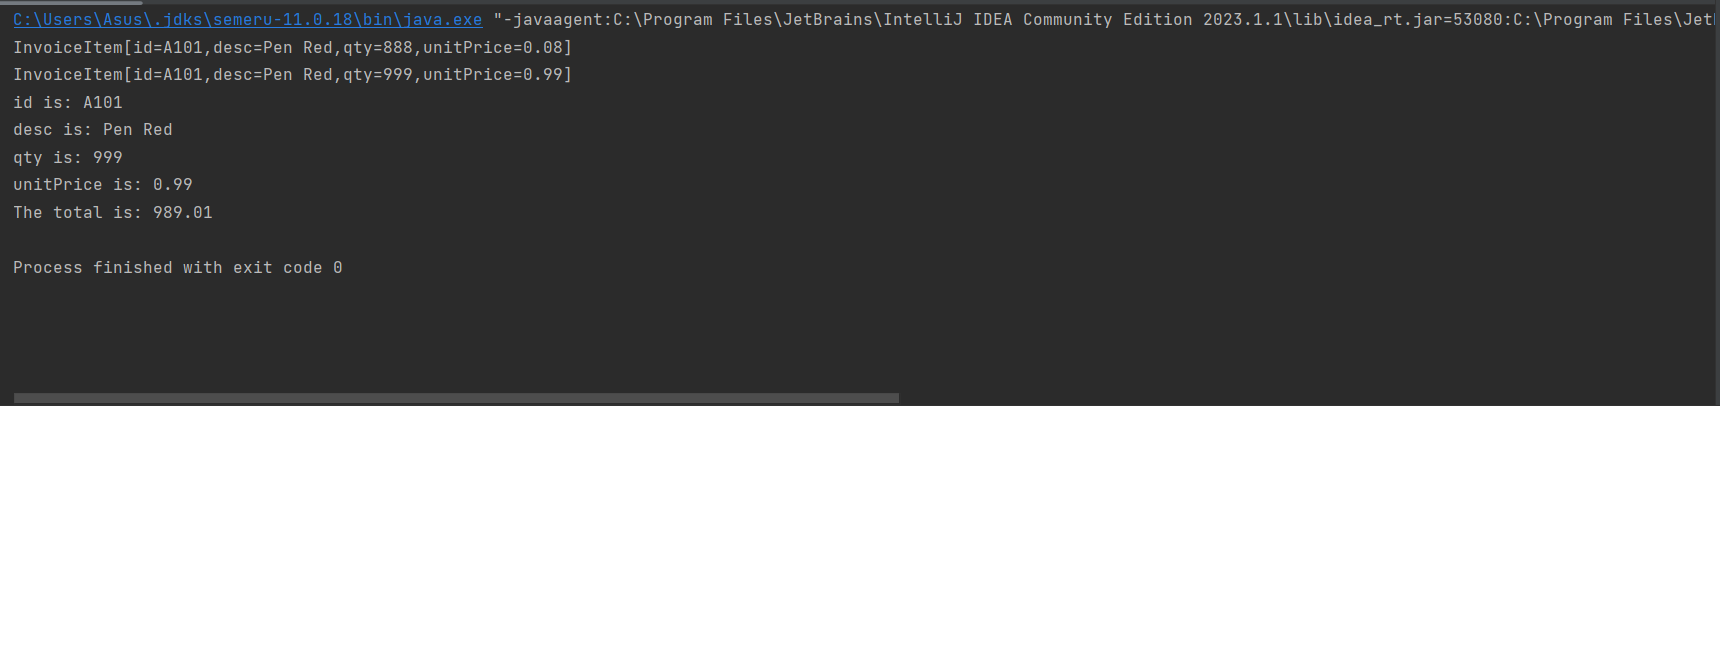 C:\Users\Asus\.jdks\semeru-11.0.18\bin\java.exe "-javaagent:C:\Program Files\JetBrains\IntelliJ IDEA Community Edition 2023.1.1\lib\idea_rt.jar=53080:C:\Program Files\Jet
InvoiceItem[id=A101,desc=Pen Red,qty=888,unitPrice=0.08]
InvoiceItem[id=A101,desc=Pen Red,qty=999,unitPrice=0.99]
id is: A101
desc is: Pen Red
qty is: 999
unitPrice is: 0.99
The total is: 989.01
Process finished with exit code 0